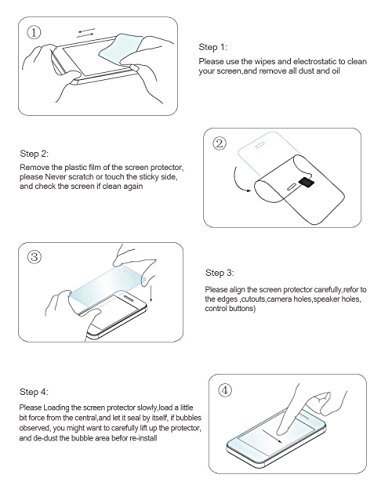 ①
Step 1:
Please use the wipes and electrostatic to clean
your screen,and remove all dust and oil
②
Step 2:
Remove the plastic film of the screen protector,
please Never scratch or touch the sticky side,
and check the screen if clean again
③
Step 3:
Please align the screen protector carefully,refor to
the edges ,cutouts,camera holes,speaker holes,
control buttons)
Step 4:
④
Please Loading the screen protector slowly,load a little
bit force from the central,and let it seal by itself, if bubbles
observed, you might want to carefully lift up the protector,
and de-dust the bubble area befor re-install